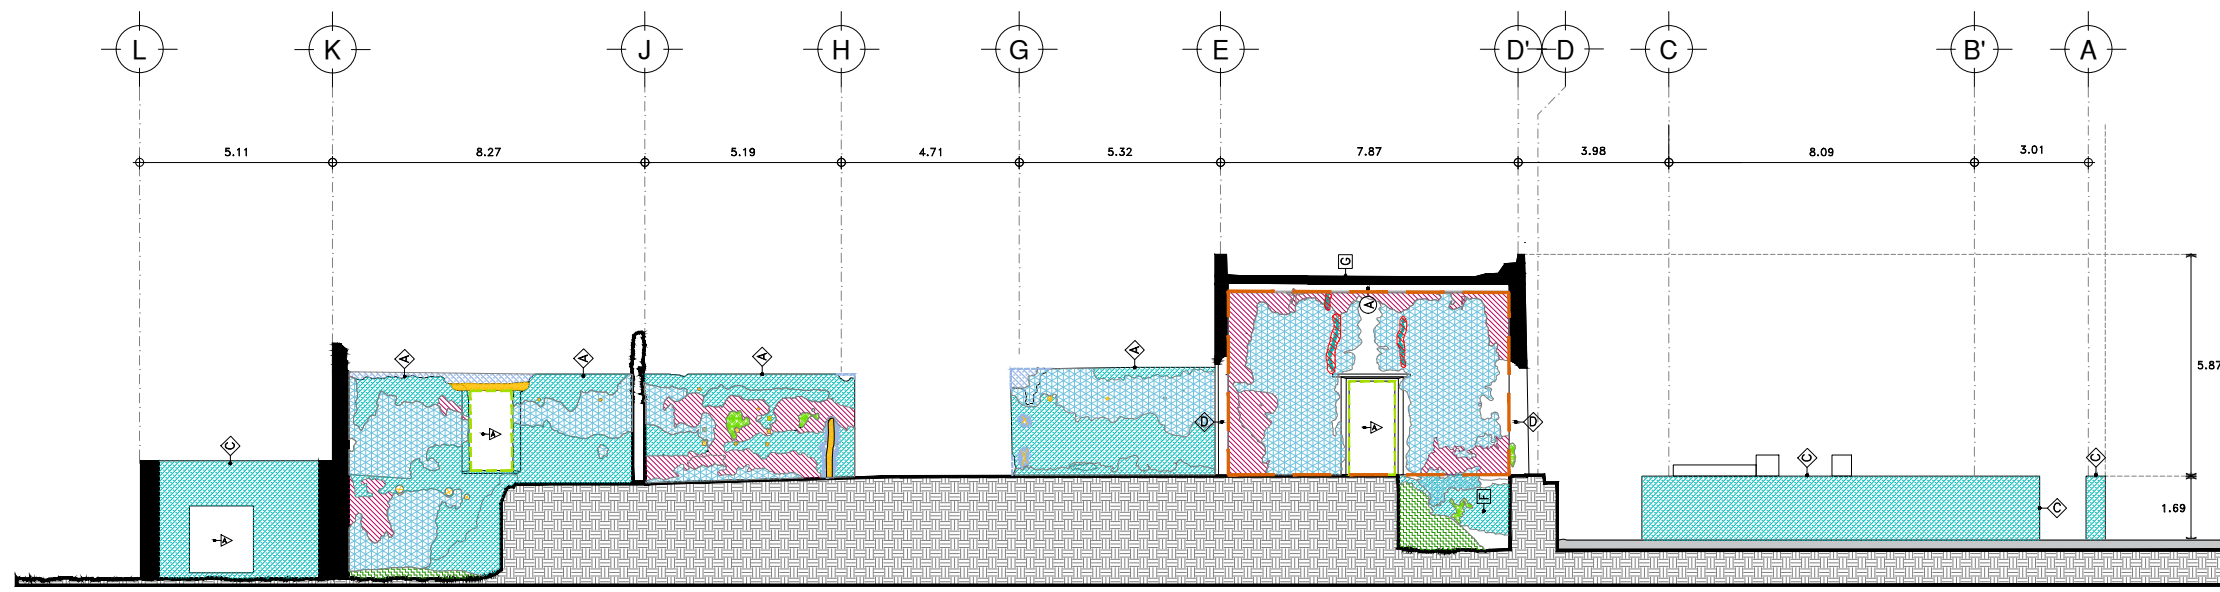 L K J H G E D' D C B' A
5.11 8.27 5.19 4.71 5.32 7.87 3.98 8.09 3.01
G
A
A A A A
5.87
D D
A A
C C C
F
C 1.69
A